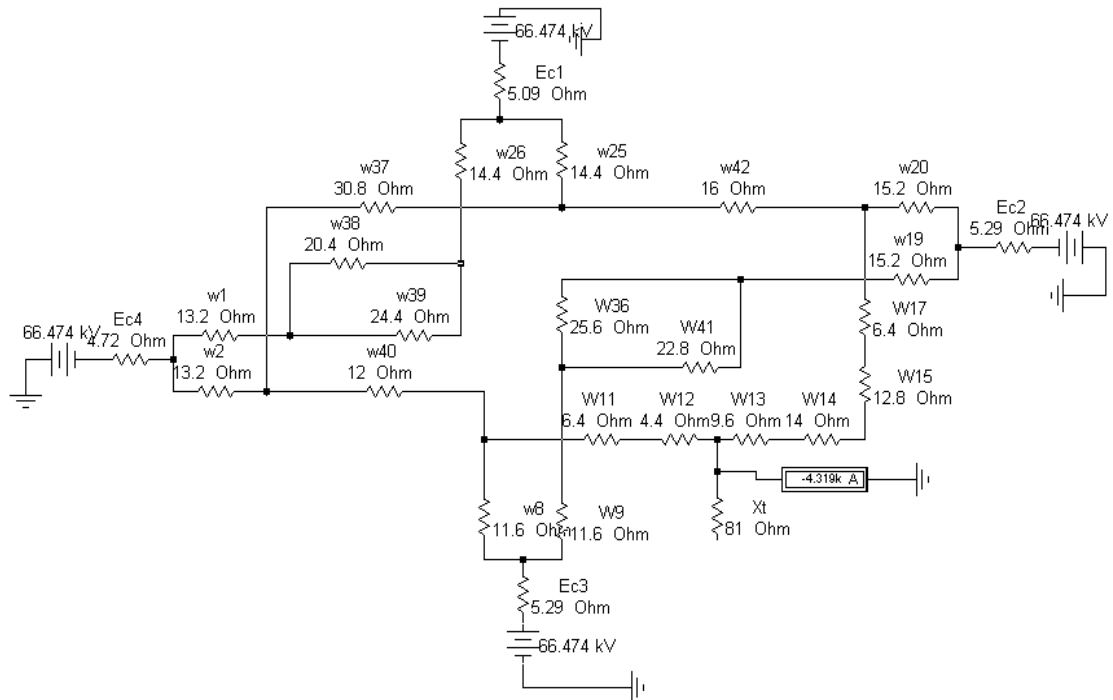 66.474 kV
Ec1
5.09 Ohm
w26
14.4 Ohm
w25
14.4 Ohm
w37
30.8 Ohm
w42
16 Ohm
w20
15.2 Ohm
w38
20.4 Ohm
Ec2
5.29 Ohm
66.474 kV
w19
15.2 Ohm
w1
13.2 Ohm
w39
24.4 Ohm
W36
25.6 Ohm
W17
6.4 Ohm
66.474 kV
Ec4
4.72 Ohm
w2
13.2 Ohm
w40
12 Ohm
W41
22.8 Ohm
W15
12.8 Ohm
W11
6.4 Ohm
W12
4.4 Ohm
W13
9.6 Ohm
W14
14 Ohm
-4.319k A
w8
11.6 Ohm
W9
11.6 Ohm
Xt
81 Ohm
Ec3
5.29 Ohm
66.474 kV